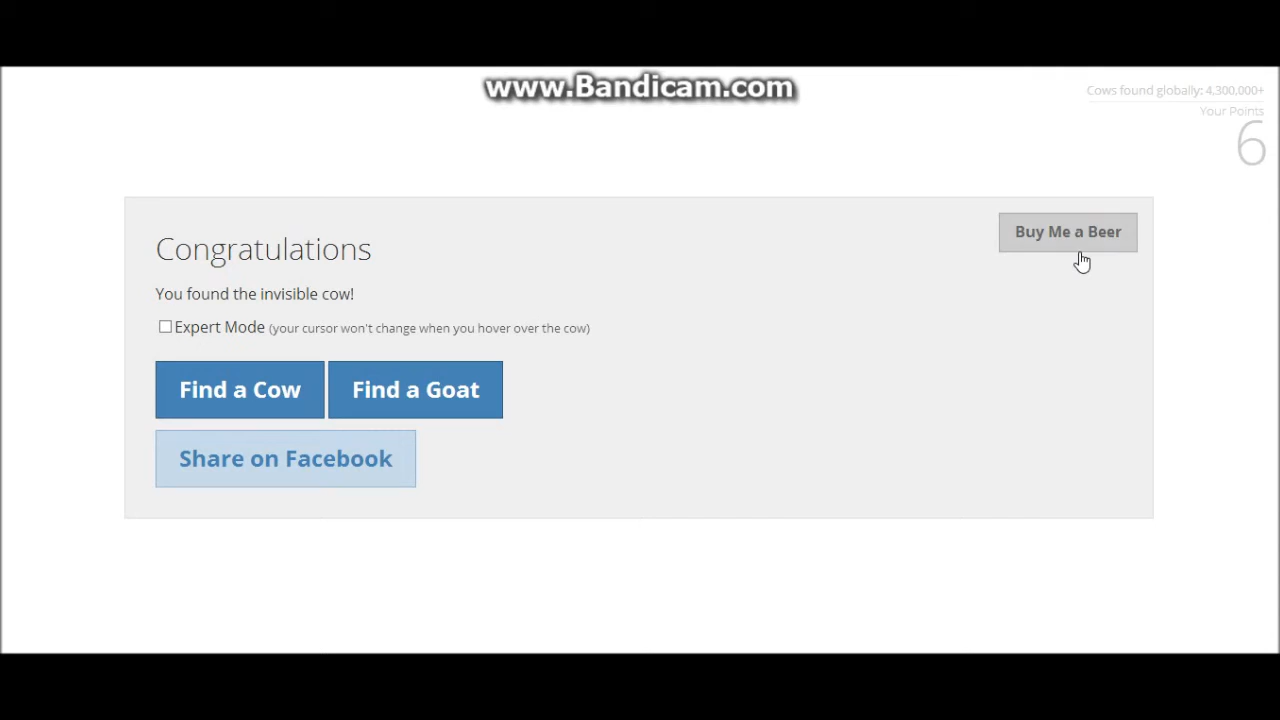 www.Bandicam.com
Cows found globally: 4,300,000+
Your Points
6
Buy Me a Beer
Congratulations
You found the invisible cow!
Expert Mode (your cursor won't change when you hover over the cow)
Find a Cow
Find a Goat
Share on Facebook